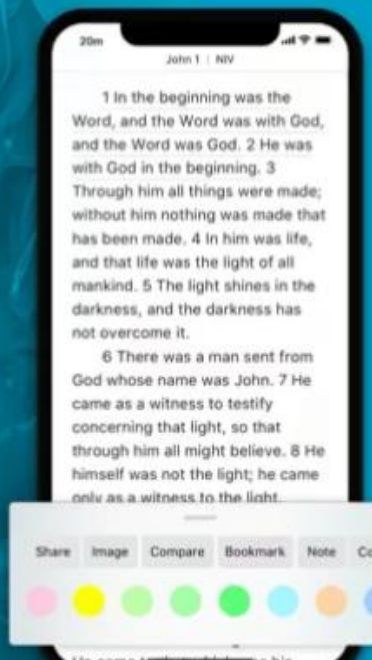 20m
John 1 | NIV
1 In the beginning was the
Word, and the Word was with God,
and the Word was God. 2 He was
with God in the beginning. 3
Through him all things were made;
without him nothing was made that
has been made. 4 In him was life,
and that life was the light of all
mankind. 5 The light shines in the
darkness, and the darkness has
not overcome it.
6 There was a man sent from
God whose name was John. 7 He
came as a witness to testify
concerning that light, so that
through him all might believe. 8 He
himself was not the light; he came
only as a witness to the light.
Share Image Compare Bookmark Note Co